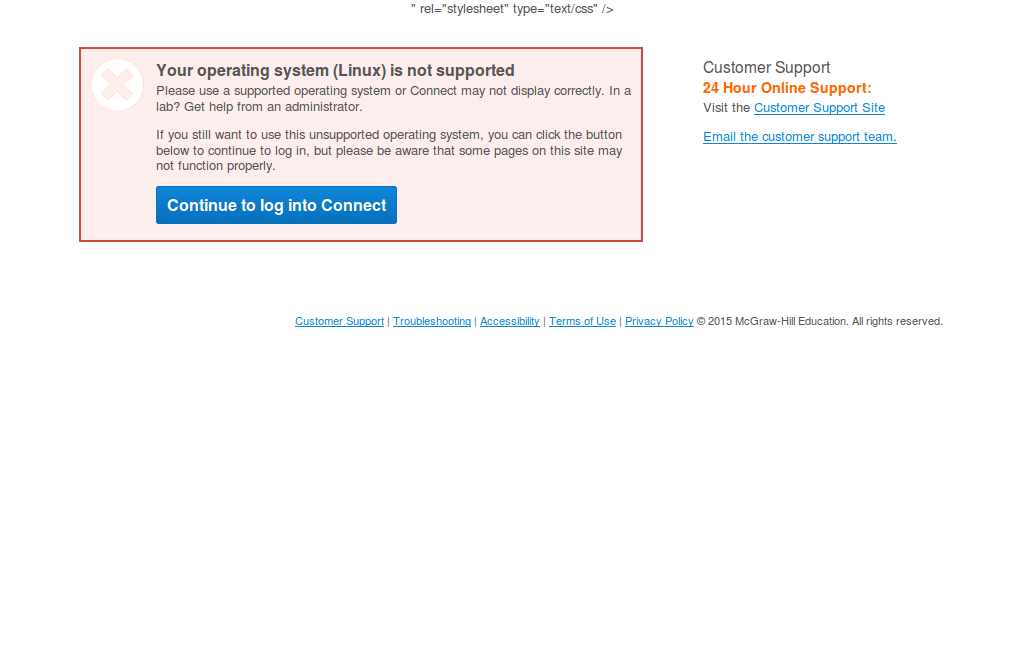 " rel="stylesheet" type="text/css" />
Your operating system (Linux) is not supported
Please use a supported operating system or Connect may not display correctly. In a
lab? Get help from an administrator.
If you still want to use this unsupported operating system, you can click the button
below to continue to log in, but please be aware that some pages on this site may
not function properly.
Continue to log into Connect
Customer Support
24 Hour Online Support:
Visit the Customer Support Site
Email the customer support team.
Customer Support | Troubleshooting | Accessibility | Terms of Use | Privacy Policy © 2015 McGraw-Hill Education. All rights reserved.